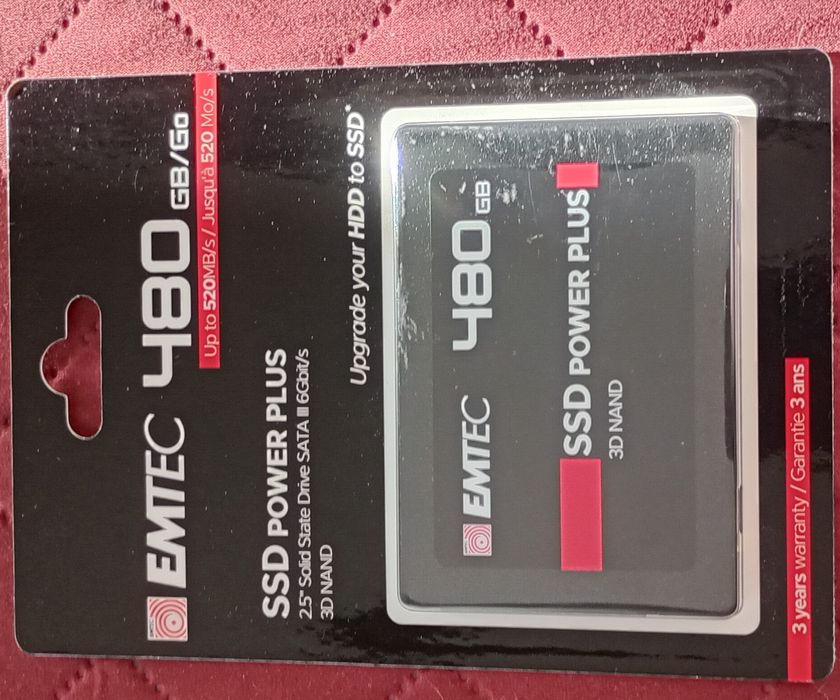 EMTEC 480 GB/Go
Up to 520MB/s / Jusqu'à 520 Mo/s
SSD POWER PLUS
2.5" Solid State Drive SATA III 6Gbit/s
3D NAND
Upgrade your HDD to SSD*
EMTEC 480 GB
SSD POWER PLUS
3D NAND
3 years warranty / Garantie 3 ans